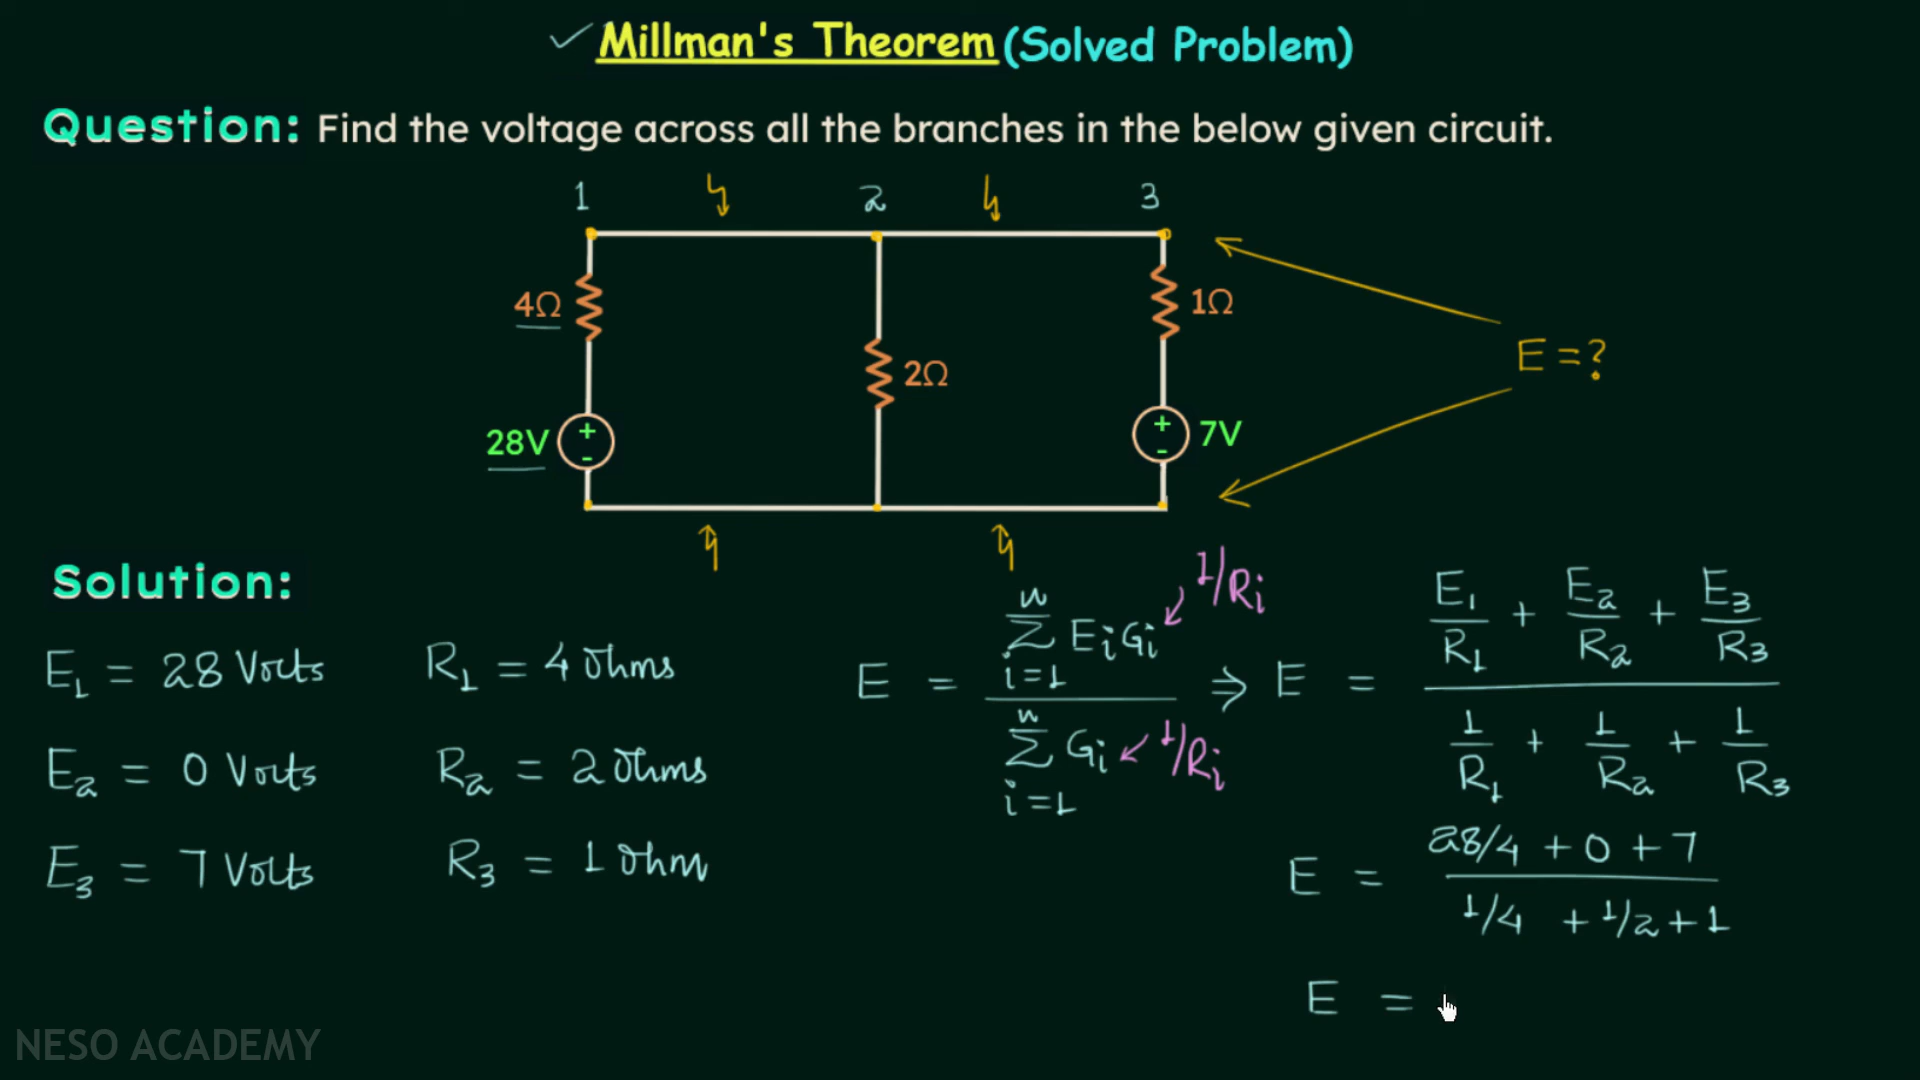 ✓ Millman's Theorem (Solved Problem)
Question: Find the voltage across all the branches in the below given circuit.
1 2 3
4Ω
1Ω
2Ω
E = ?
28V + -
+ - 7V
Solution:
E₁ = 28 Volts R₁ = 4 ohms
E₂ = 0 Volts R₂ = 2 ohms
E₃ = 7 Volts R₃ = 1 ohm
E = (n Σ i=1 EᵢGᵢ) / (n Σ i=1 Gᵢ)
1/Rᵢ
1/Rᵢ
⇒ E = (E₁/R₁ + E₂/R₂ + E₃/R₃) / (1/R₁ + 1/R₂ + 1/R₃)
E = (28/4 + 0 + 7) / (1/4 + 1/2 + 1)
E =
NESO ACADEMY